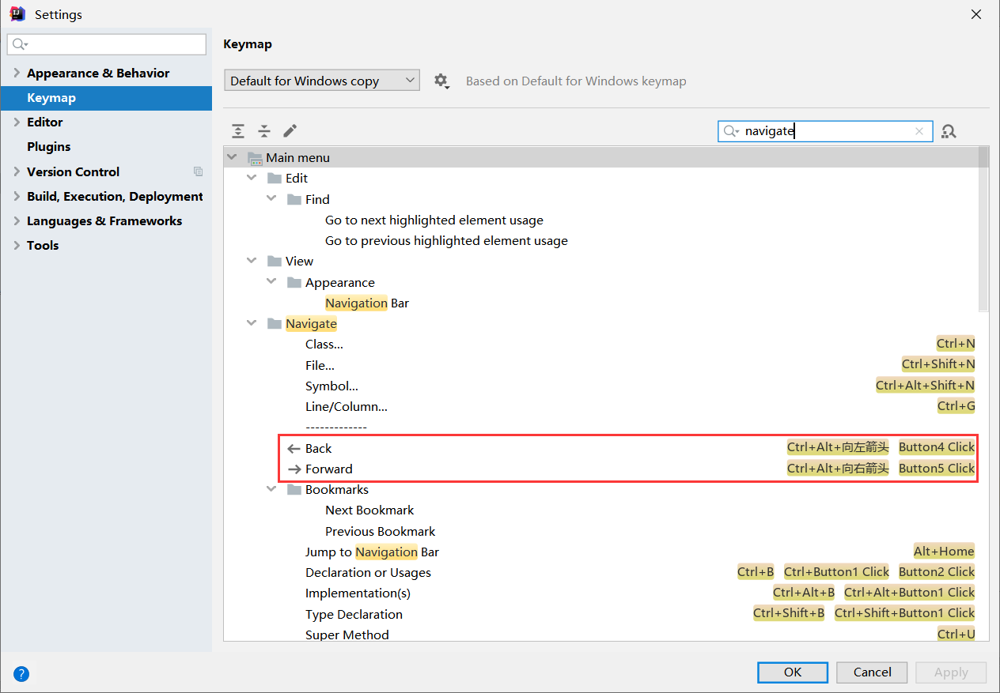 Settings
Appearance & Behavior
Keymap
Editor
Plugins
Version Control
Build, Execution, Deployment
Languages & Frameworks
Tools
Keymap
Default for Windows copy
Based on Default for Windows keymap
navigate
Main menu
Edit
Find
Go to next highlighted element usage
Go to previous highlighted element usage
View
Appearance
Navigation Bar
Navigate
Class... Ctrl+N
File... Ctrl+Shift+N
Symbol... Ctrl+Alt+Shift+N
Line/Column... Ctrl+G
-------------
Back Ctrl+Alt+向左箭头 Button4 Click
Forward Ctrl+Alt+向右箭头 Button5 Click
Bookmarks
Next Bookmark
Previous Bookmark
Jump to Navigation Bar Alt+Home
Declaration or Usages Ctrl+B Ctrl+Button1 Click Button2 Click
Implementation(s) Ctrl+Alt+B Ctrl+Alt+Button1 Click
Type Declaration Ctrl+Shift+B Ctrl+Shift+Button1 Click
Super Method Ctrl+U
?
OK
Cancel
Apply